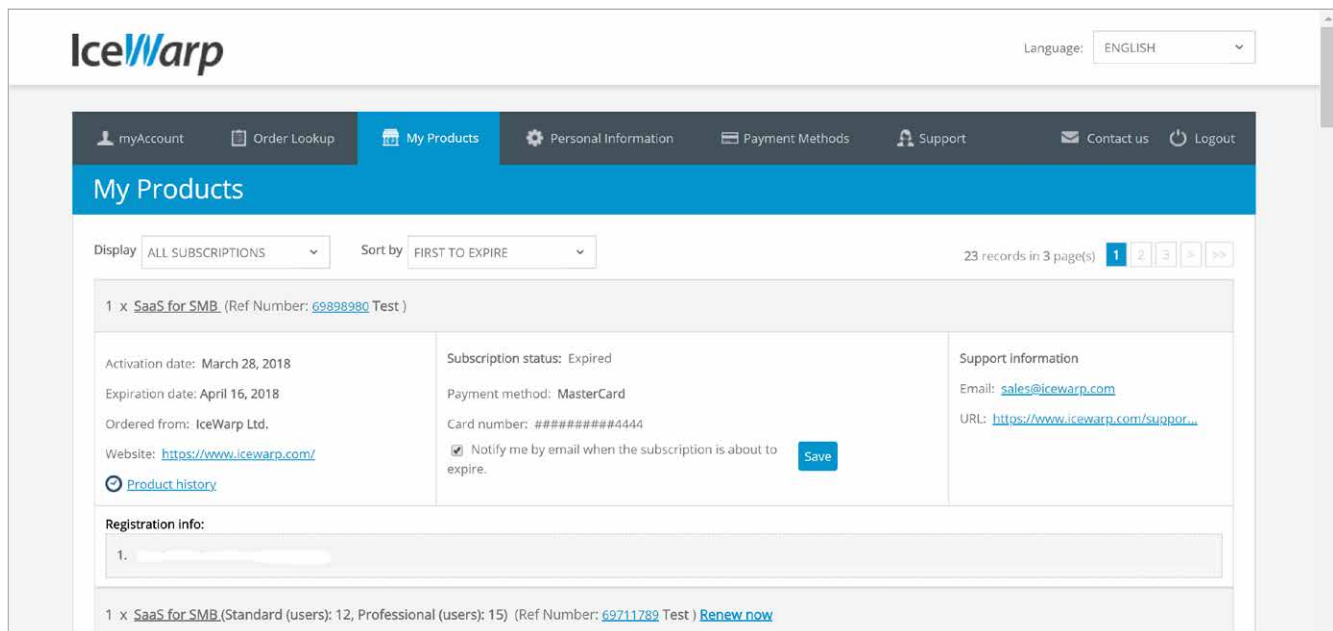 IceWarp
Language: ENGLISH
myAccount Order Lookup My Products Personal Information Payment Methods Support Contact us Logout
My Products
Display ALL SUBSCRIPTIONS Sort by FIRST TO EXPIRE 23 records in 3 page(s) 1 2 3 > >>
1 x SaaS for SMB (Ref Number: 69898980 Test )
Activation date: March 28, 2018
Expiration date: April 16, 2018
Ordered from: IceWarp Ltd.
Website: https://www.icewarp.com/
Product history
Subscription status: Expired
Payment method: MasterCard
Card number: ##########4444
Notify me by email when the subscription is about to
expire.
Save
Support information
Email: sales@icewarp.com
URL: https://www.icewarp.com/suppor...
Registration info:
1.
1 x SaaS for SMB (Standard (users): 12, Professional (users): 15) (Ref Number: 69711789 Test ) Renew now